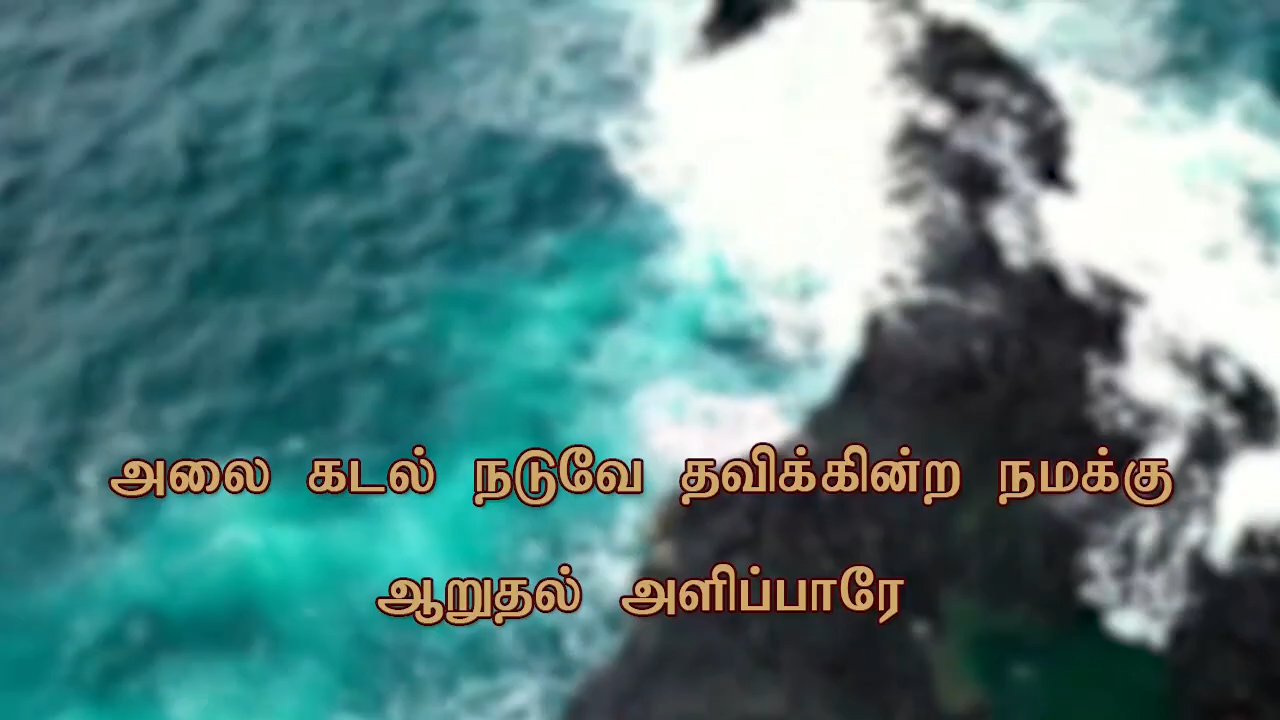 அலை கடல் நடுவே தவிக்கின்ற நமக்கு
ஆறுதல் அளிப்பாரே